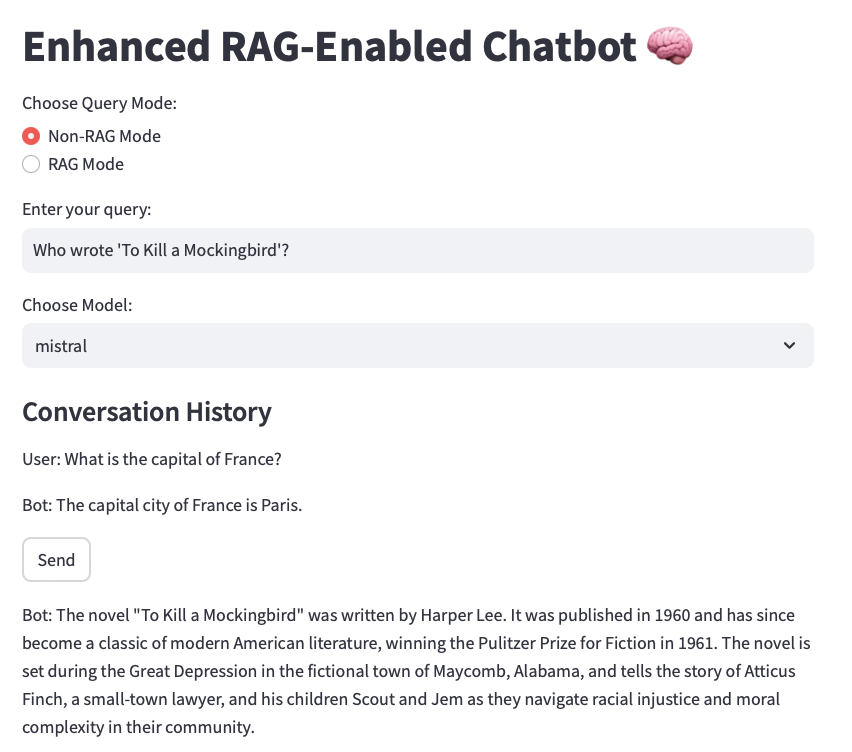 Enhanced RAG-Enabled Chatbot 🧠
Choose Query Mode:
Non-RAG Mode
RAG Mode
Enter your query:
Who wrote 'To Kill a Mockingbird'?
Choose Model:
mistral
Conversation History
User: What is the capital of France?
Bot: The capital city of France is Paris.
Send
Bot: The novel "To Kill a Mockingbird" was written by Harper Lee. It was published in 1960 and has since
become a classic of modern American literature, winning the Pulitzer Prize for Fiction in 1961. The novel is
set during the Great Depression in the fictional town of Maycomb, Alabama, and tells the story of Atticus
Finch, a small-town lawyer, and his children Scout and Jem as they navigate racial injustice and moral
complexity in their community.